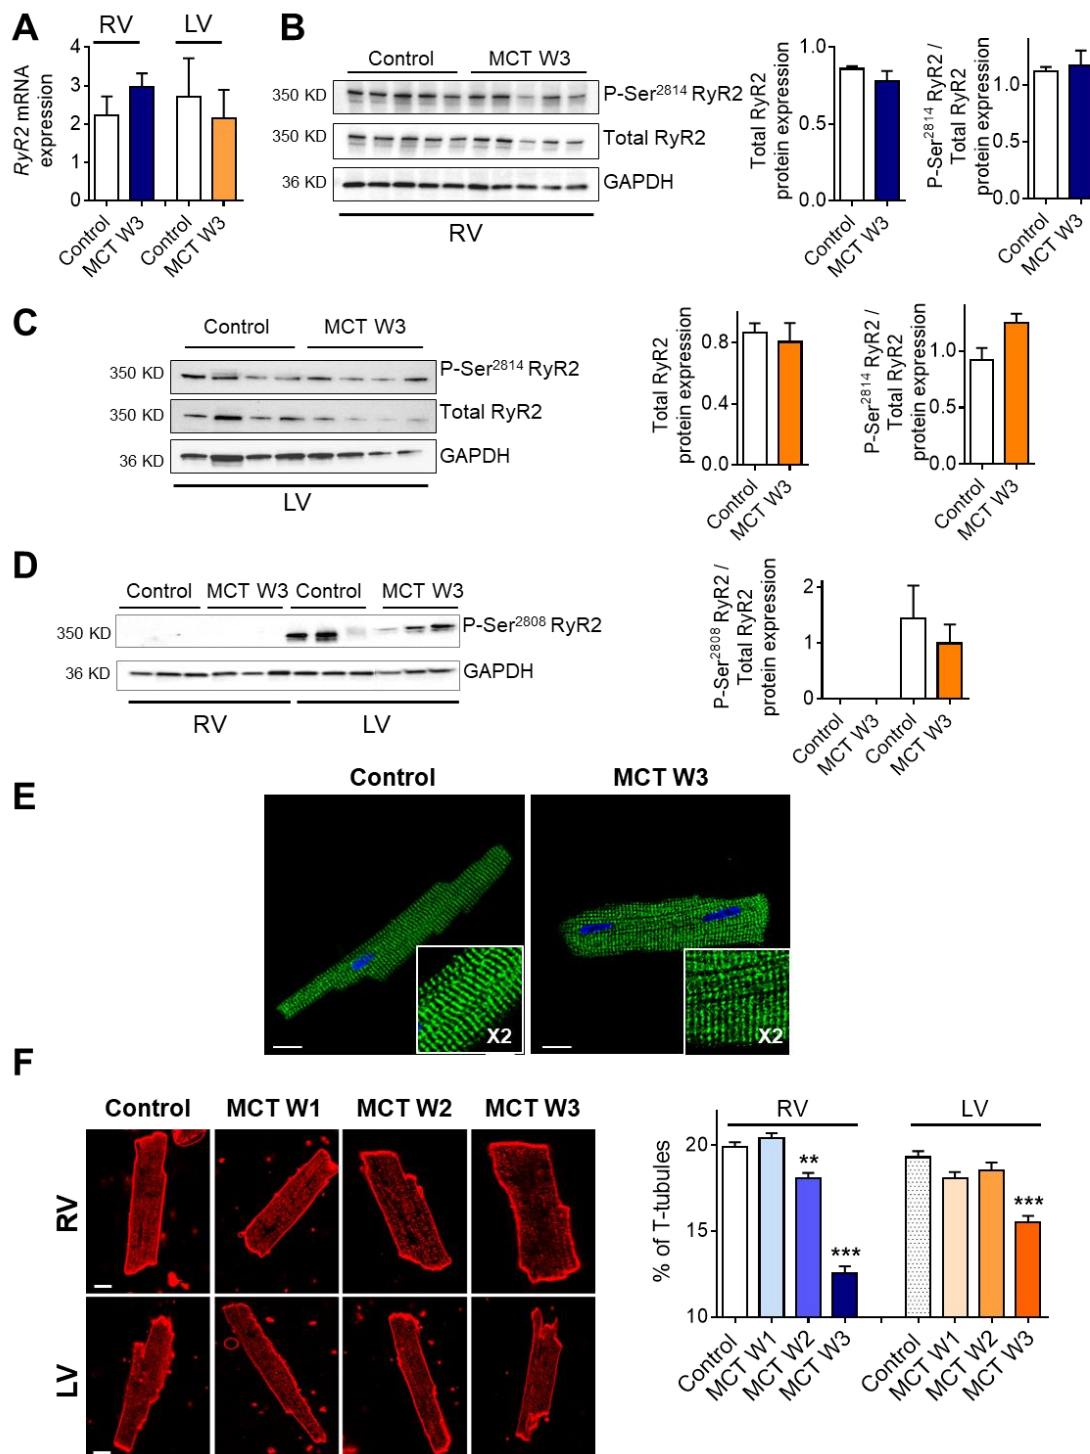 A
RV
LV
RyR2 mRNA
expression
4
3
2
1
0
Control
MCT W3
Control
MCT W3
B
Control
MCT W3
350 KD
P-Ser2814 RyR2
350 KD
Total RyR2
36 KD
GAPDH
RV
Total RyR2
protein expression
1.0
0.5
0.0
Control
MCT W3
P-Ser2814 RyR2 /
Total RyR2
protein expression
1.0
0.5
0.0
Control
MCT W3
C
Control
MCT W3
350 KD
P-Ser2814 RyR2
350 KD
Total RyR2
36 KD
GAPDH
LV
Total RyR2
protein expression
0.8
0.4
0.0
Control
MCT W3
P-Ser2814 RyR2 /
Total RyR2
protein expression
1.0
0.5
0.0
Control
MCT W3
D
Control
MCT W3
Control
MCT W3
350 KD
P-Ser2808 RyR2
36 KD
GAPDH
RV
LV
P-Ser2808 RyR2 /
Total RyR2
protein expression
2
1
0
Control
MCT W3
Control
MCT W3
E
Control
MCT W3
X2
X2
F
Control
MCT W1
MCT W2
MCT W3
RV
LV
% of T-tubules
20
15
10
RV
LV
**
***
***
Control
MCT W1
MCT W2
MCT W3
Control
MCT W1
MCT W2
MCT W3